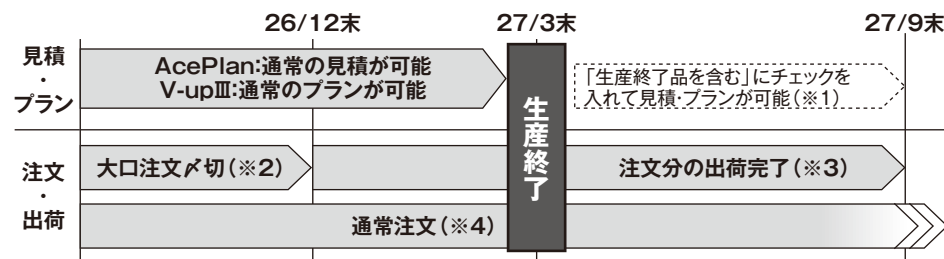 26/12末
27/3末
27/9末
見積
・
プラン
AcePlan:通常の見積が可能
V-upⅢ:通常のプランが可能
「生産終了品を含む」にチェックを
入れて見積・プランが可能(※1)
生産終了
注文
・
出荷
大口注文〆切(※2)
注文分の出荷完了(※3)
通常注文(※4)